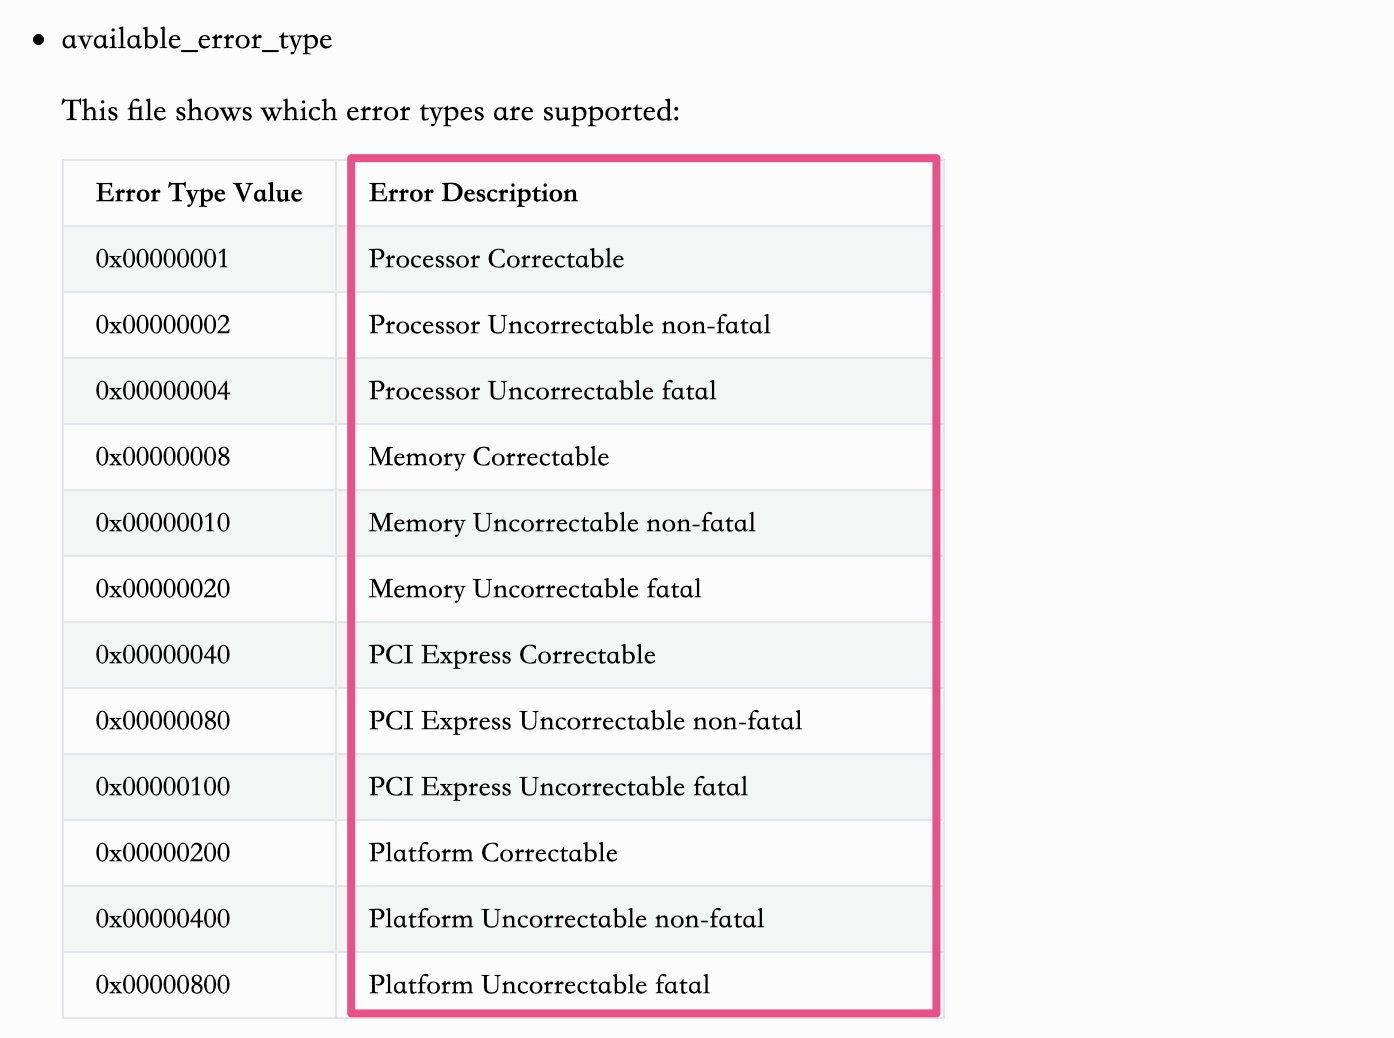 available_error_type
This file shows which error types are supported:
Error Type Value Error Description
0x00000001 Processor Correctable
0x00000002 Processor Uncorrectable non-fatal
0x00000004 Processor Uncorrectable fatal
0x00000008 Memory Correctable
0x00000010 Memory Uncorrectable non-fatal
0x00000020 Memory Uncorrectable fatal
0x00000040 PCI Express Correctable
0x00000080 PCI Express Uncorrectable non-fatal
0x00000100 PCI Express Uncorrectable fatal
0x00000200 Platform Correctable
0x00000400 Platform Uncorrectable non-fatal
0x00000800 Platform Uncorrectable fatal